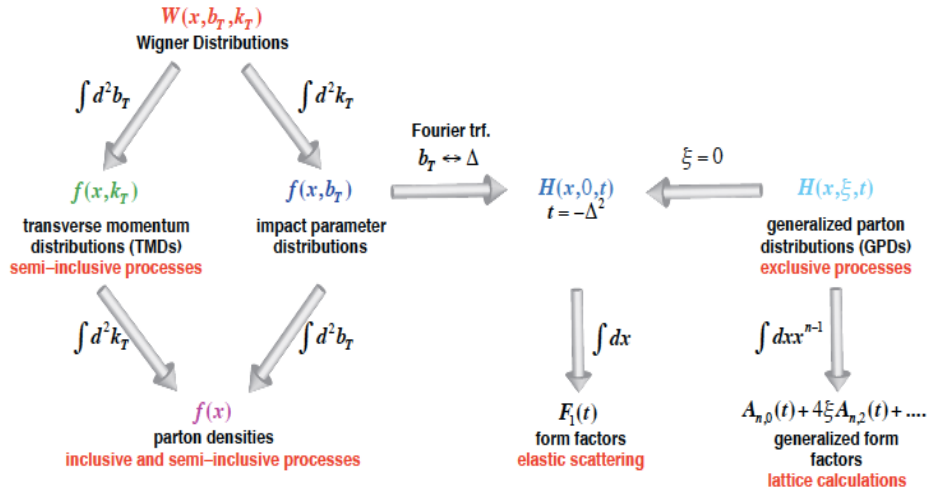 W(x,b_T,k_T)
Wigner Distributions
∫d²b_T
∫d²k_T
Fourier trf.
b_T ↔ Δ
ξ = 0
f(x,k_T)
transverse momentum
distributions (TMDs)
semi–inclusive processes
f(x,b_T)
impact parameter
distributions
H(x,0,t)
t = −Δ²
H(x,ξ,t)
generalized parton
distributions (GPDs)
exclusive processes
∫d²k_T
∫d²b_T
∫dx
∫dxx^{n−1}
f(x)
parton densities
inclusive and semi–inclusive processes
F₁(t)
form factors
elastic scattering
A_{n,0}(t) + 4ξA_{n,2}(t) + ....
generalized form
factors
lattice calculations